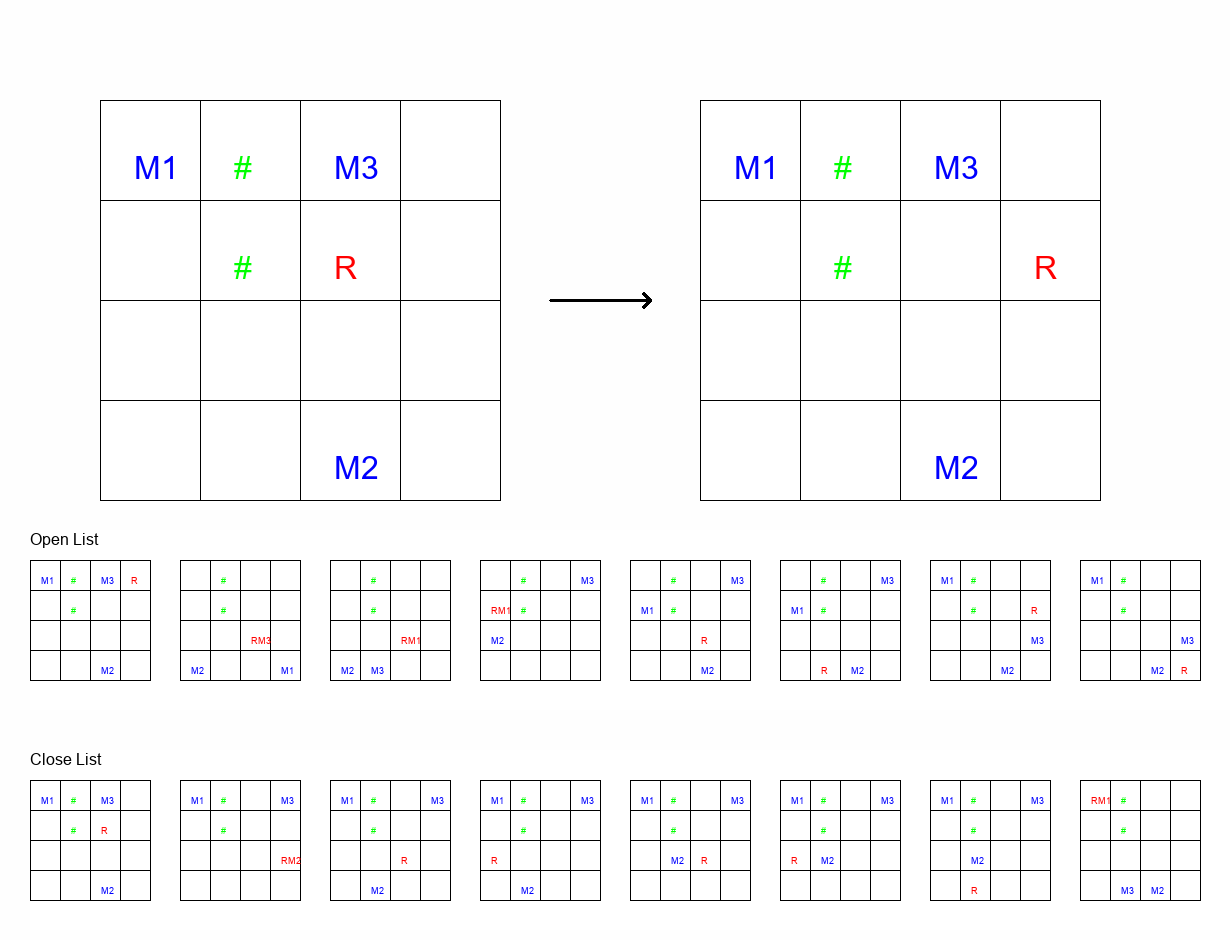 M1 # M3 M1 # M3
# R # R
M2 M2
Open List
M1 # M3 R # # # M3 # M3 # M3 M1 # M1 #
# # # RM1 # M1 # M1 # # R #
RM3 RM1 M2 R M3 M3
M2 M2 M1 M2 M3 M2 R M2 M2 M2 R
Close List
M1 # M3 M1 # M3 M1 # M3 M1 # M3 M1 # M3 M1 # M3 M1 # M3 RM1 #
# R # # # # # # #
RM2 R R M2 R R M2 M2
M2 M2 M2 R M3 M2